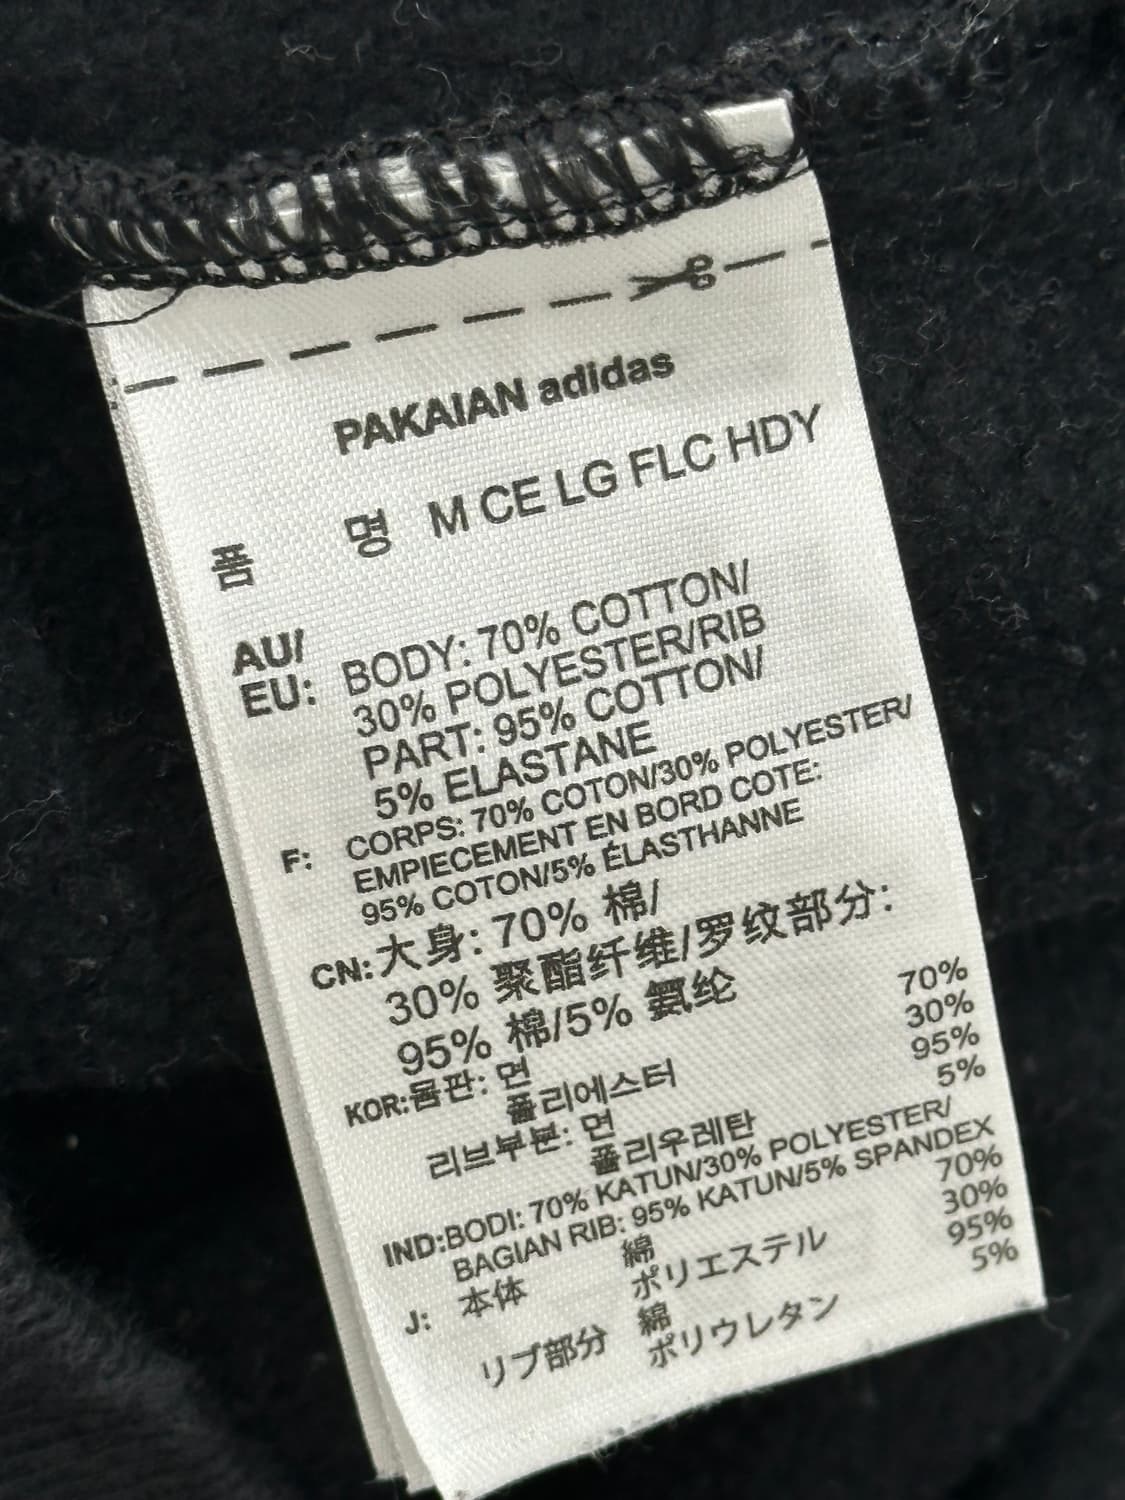 PAKAIAN adidas
품 명 M CE LG FLC HDY
AU/
EU: BODY: 70% COTTON/
30% POLYESTER/RIB
PART: 95% COTTON/
5% ELASTANE
F: CORPS: 70% COTON/30% POLYESTER/
EMPIECEMENT EN BORD COTE:
95% COTON/5% ÉLASTHANNE
CN: 大身: 70% 棉/
30% 聚酯纤维/罗纹部分:
95% 棉/5% 氨纶
KOR:몸판: 면 70%
폴리에스터 30%
리브부분: 면 95%
폴리우레탄 5%
IND:BODI: 70% KATUN/30% POLYESTER/
BAGIAN RIB: 95% KATUN/5% SPANDEX
J: 本体 綿 70%
ポリエステル 30%
リブ部分 綿 95%
ポリウレタン 5%